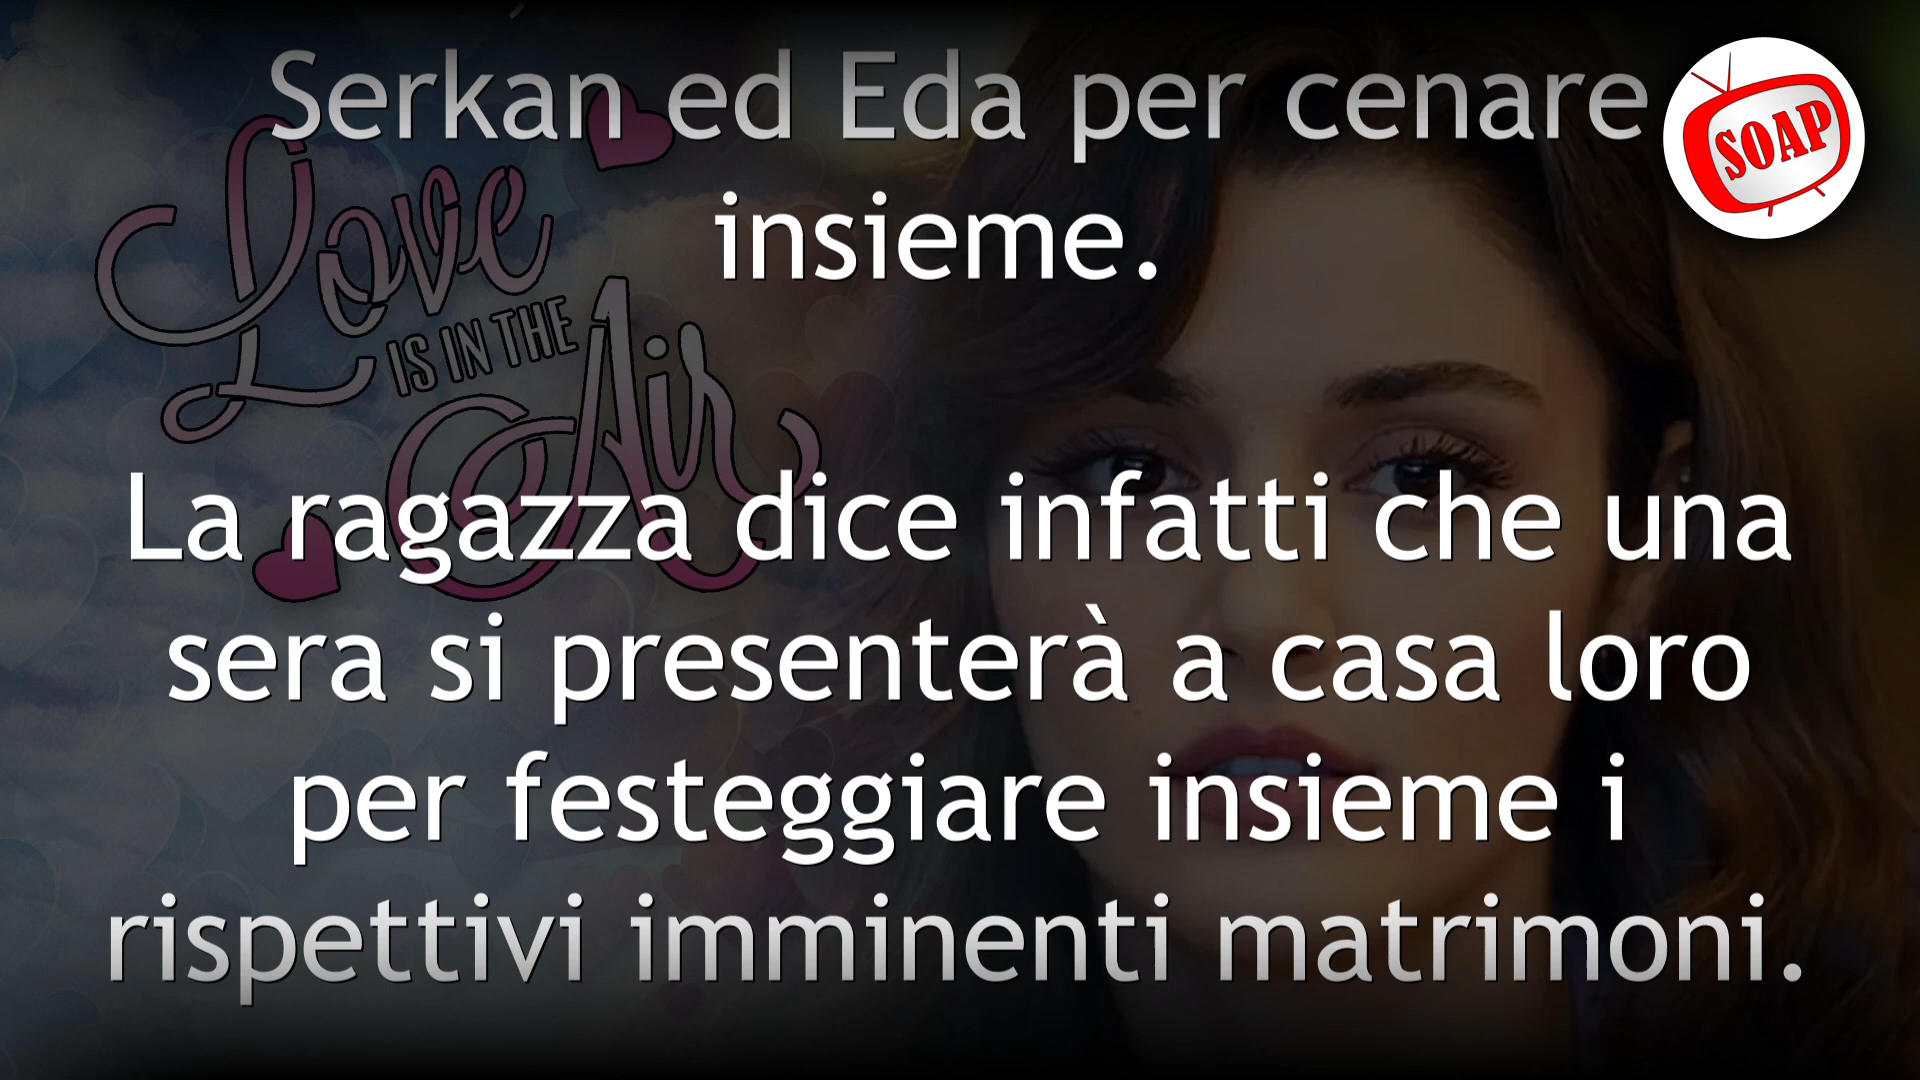 Serkan ed Eda per cenare
insieme.
La ragazza dice infatti che una
sera si presenterà a casa loro
per festeggiare insieme i
rispettivi imminenti matrimoni.
Love
IS IN THE
Air
SOAP